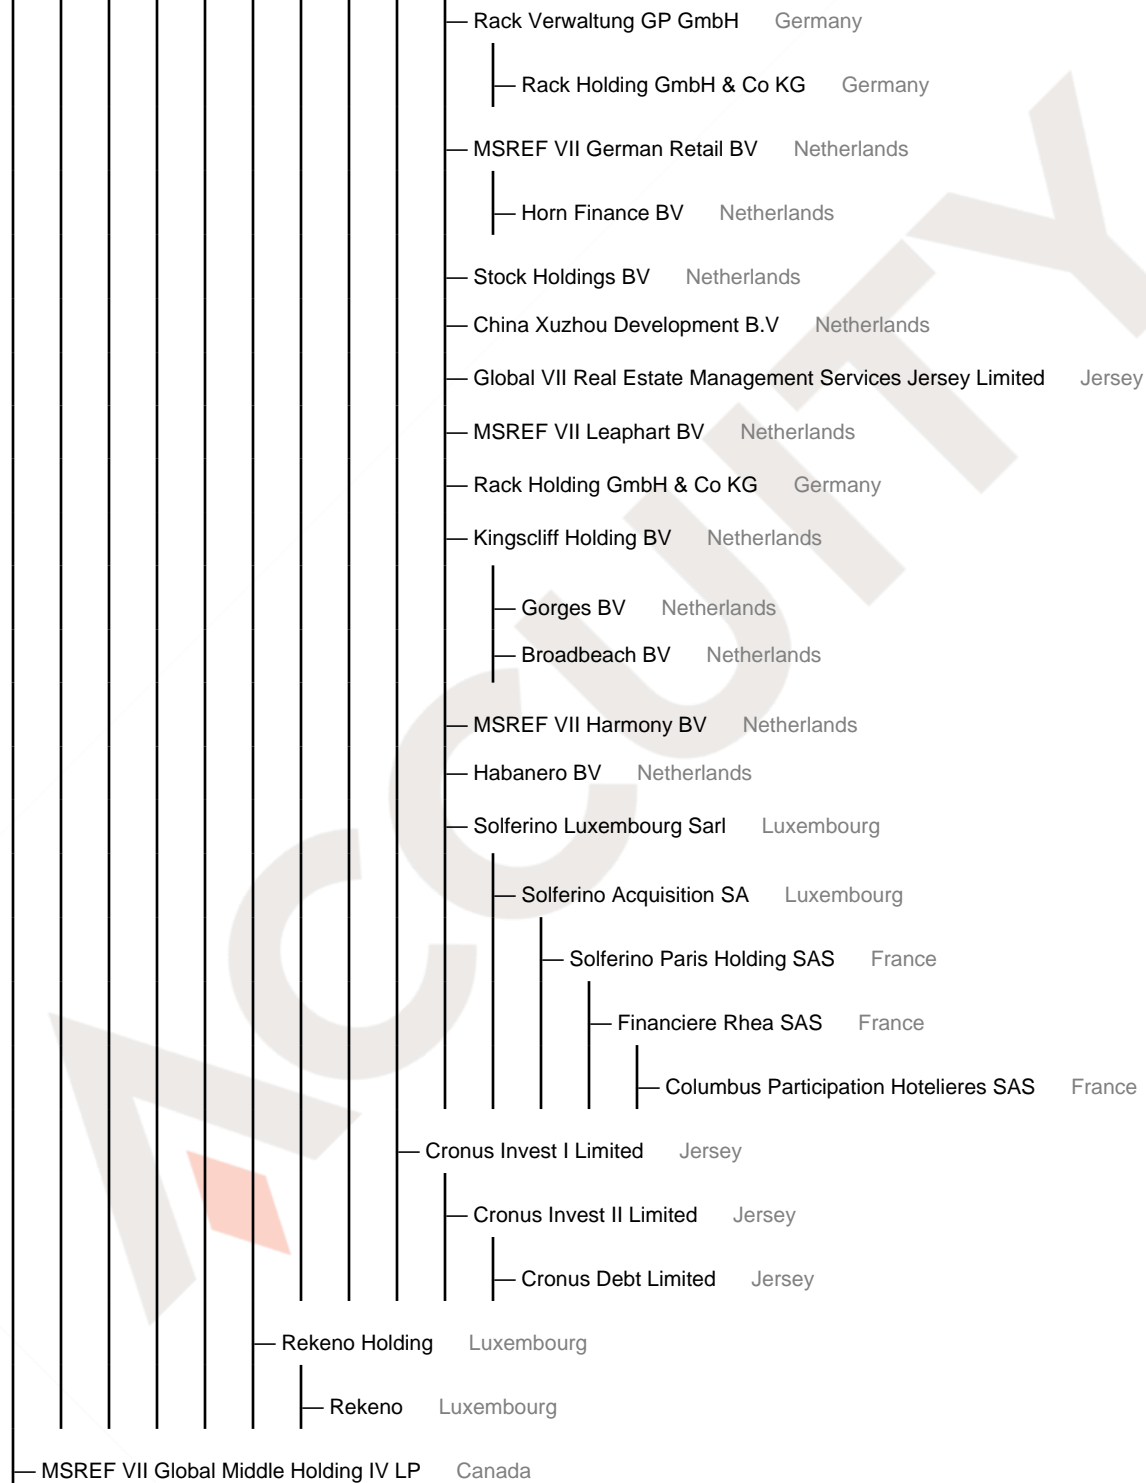 Rack Verwaltung GP GmbH Germany
Rack Holding GmbH & Co KG Germany
MSREF VII German Retail BV Netherlands
Horn Finance BV Netherlands
Stock Holdings BV Netherlands
China Xuzhou Development B.V Netherlands
Global VII Real Estate Management Services Jersey Limited Jersey
MSREF VII Leaphart BV Netherlands
Rack Holding GmbH & Co KG Germany
Kingscliff Holding BV Netherlands
Gorges BV Netherlands
Broadbeach BV Netherlands
MSREF VII Harmony BV Netherlands
Habanero BV Netherlands
Solferino Luxembourg Sarl Luxembourg
Solferino Acquisition SA Luxembourg
Solferino Paris Holding SAS France
Financiere Rhea SAS France
Columbus Participation Hotelieres SAS France
Cronus Invest I Limited Jersey
Cronus Invest II Limited Jersey
Cronus Debt Limited Jersey
Rekeno Holding Luxembourg
Rekeno Luxembourg
MSREF VII Global Middle Holding IV LP Canada
ACCUITY